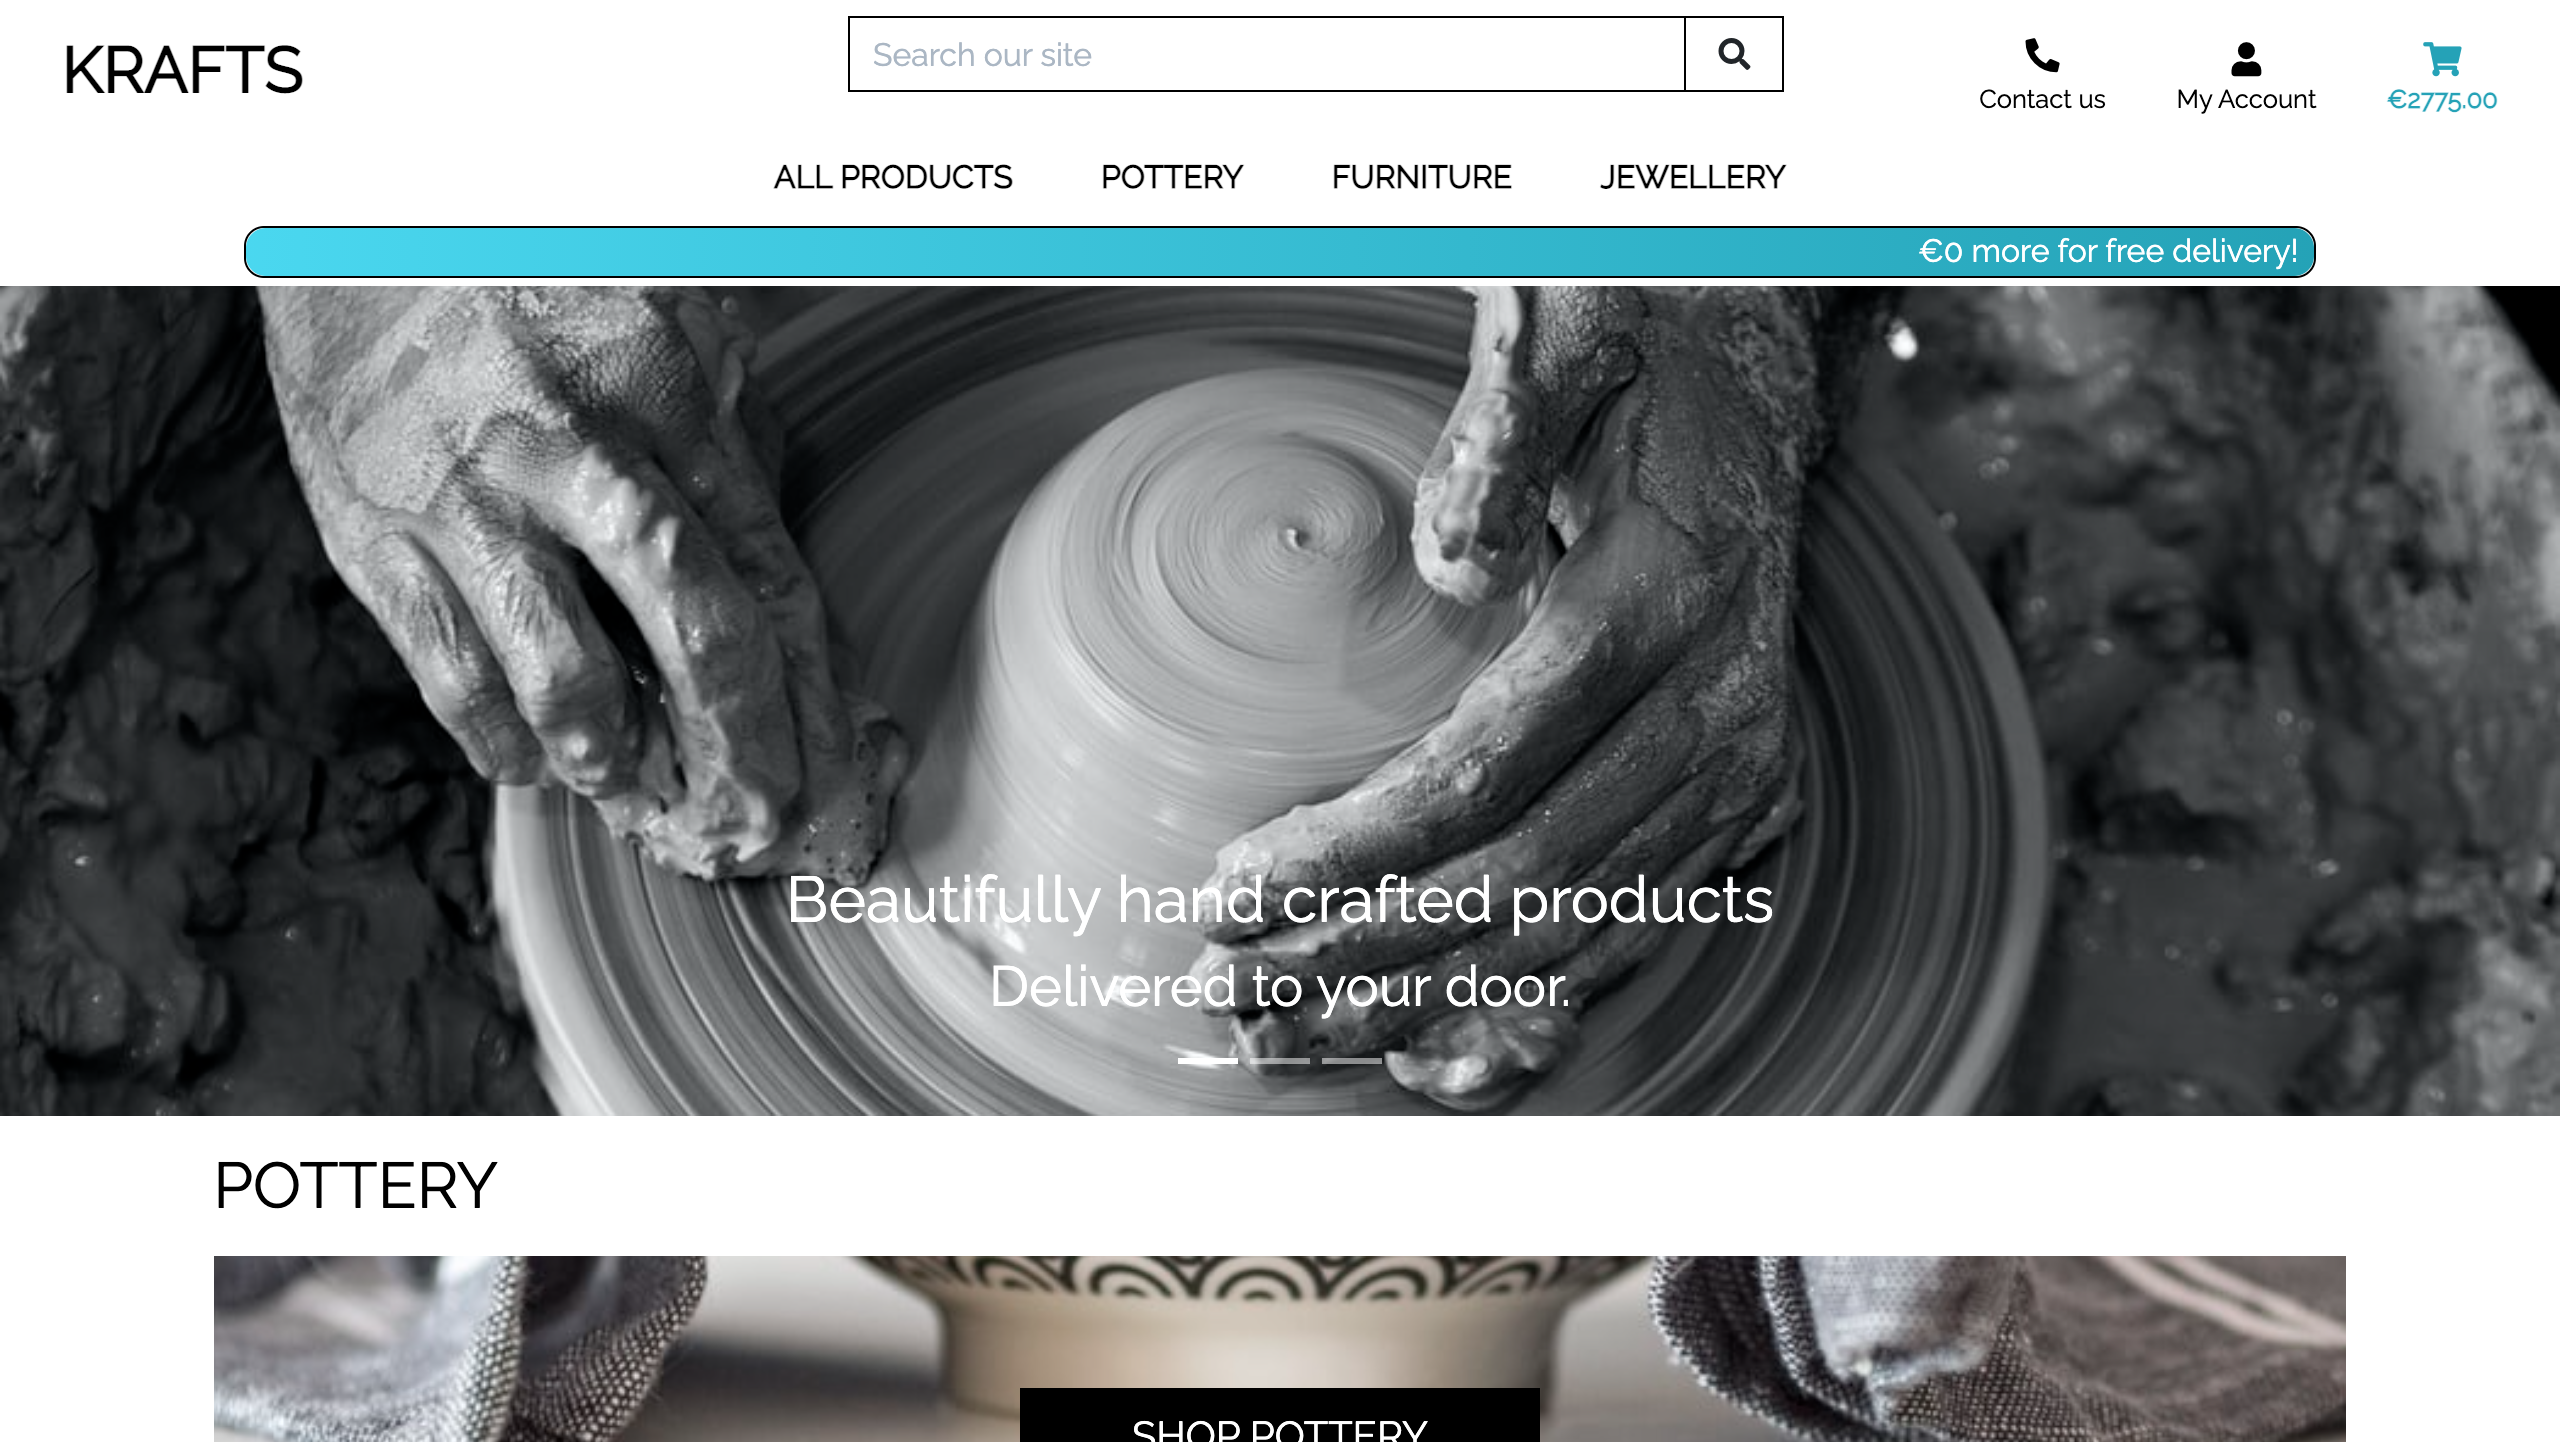 KRAFTS
Search our site
Contact us
My Account
€2775.00
ALL PRODUCTS
POTTERY
FURNITURE
JEWELLERY
€0 more for free delivery!
Beautifully hand crafted products
Delivered to your door.
POTTERY
SHOP POTTERY